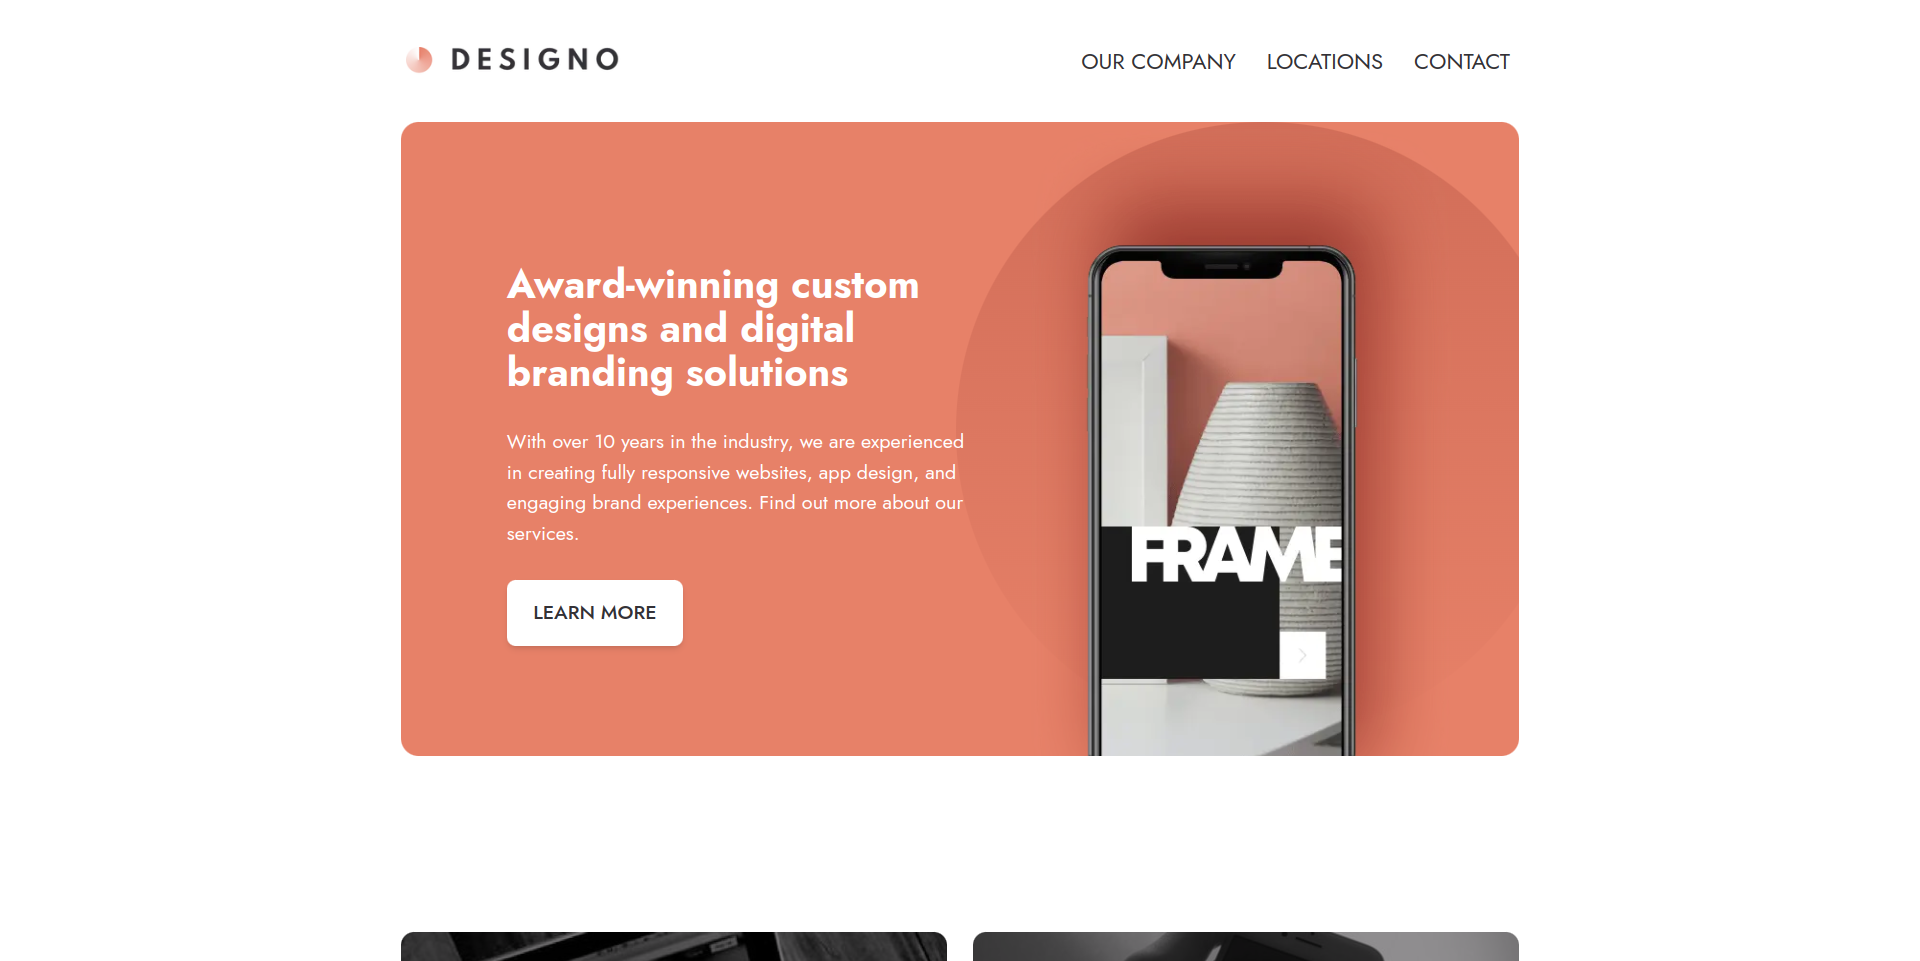 DESIGNO
OUR COMPANY LOCATIONS CONTACT
Award-winning custom
designs and digital
branding solutions
With over 10 years in the industry, we are experienced
in creating fully responsive websites, app design, and
engaging brand experiences. Find out more about our
services.
LEARN MORE
FRAME